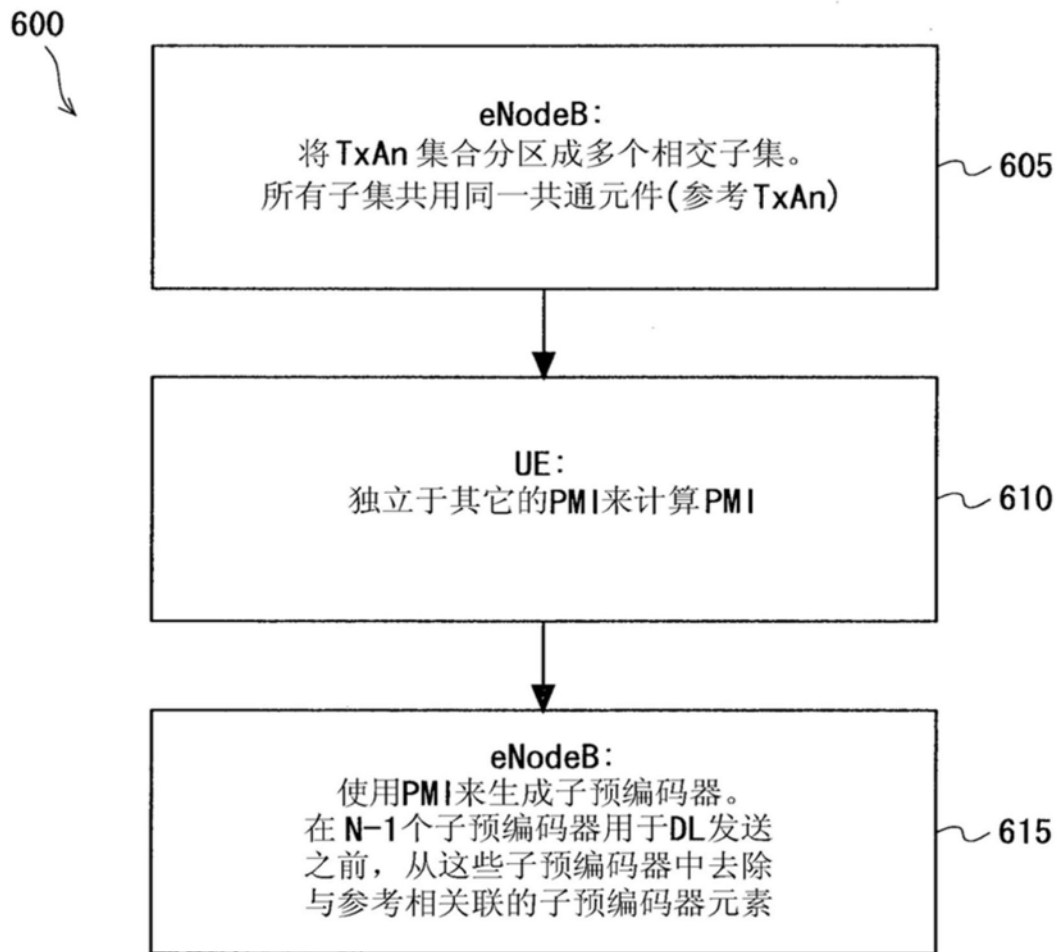 600
eNodeB:
将TxAn集合分区成多个相交子集。
所有子集共用同一共通元件(参考TxAn)
605
UE:
独立于其它的PMI来计算PMI
610
eNodeB:
使用PMI来生成子预编码器。
在N-1个子预编码器用于DL发送
之前，从这些子预编码器中去除
与参考相关联的子预编码器元素
615